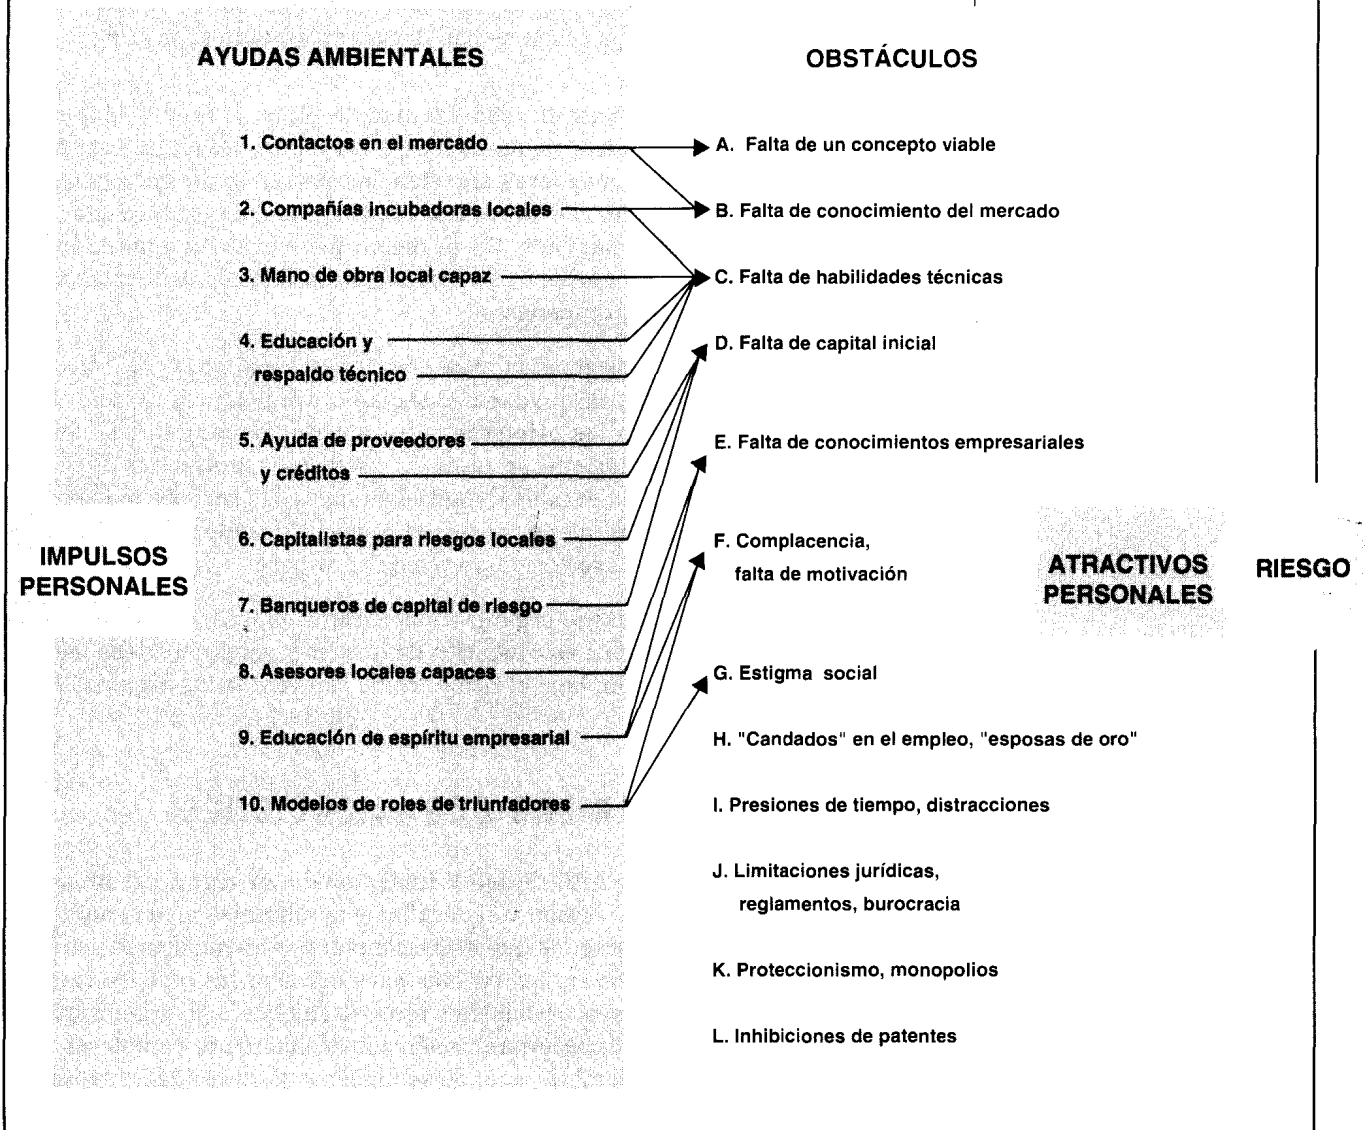 AYUDAS AMBIENTALES
1. Contactos en el mercado
2. Compañías incubadoras locales
3. Mano de obra local capaz
4. Educación y
respaldo técnico
5. Ayuda de proveedores
y créditos
6. Capitalistas para riesgos locales
7. Banqueros de capital de riesgo
8. Asesores locales capaces
9. Educación de espíritu empresarial
10. Modelos de roles de triunfadores
OBSTÁCULOS
A. Falta de un concepto viable
B. Falta de conocimiento del mercado
C. Falta de habilidades técnicas
D. Falta de capital inicial
E. Falta de conocimientos empresariales
F. Complacencia,
falta de motivación
G. Estigma social
H. "Candados" en el empleo, "esposas de oro"
I. Presiones de tiempo, distracciones
J. Limitaciones jurídicas,
reglamentos, burocracia
K. Proteccionismo, monopolios
L. Inhibiciones de patentes
IMPULSOS
PERSONALES
ATRACTIVOS
PERSONALES
RIESGO